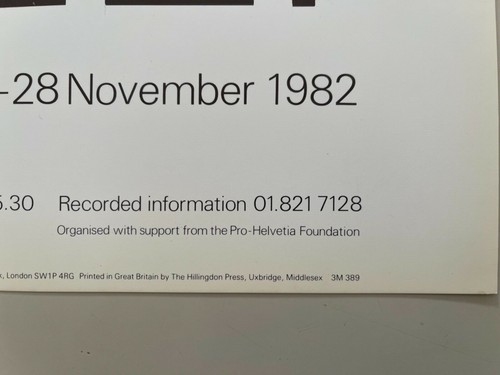 -28 November 1982
5.30 Recorded information 01.821 7128
Organised with support from the Pro-Helvetia Foundation
London SW1P 4RG Printed in Great Britain by The Hillingdon Press, Uxbridge, Middlesex 3M 389